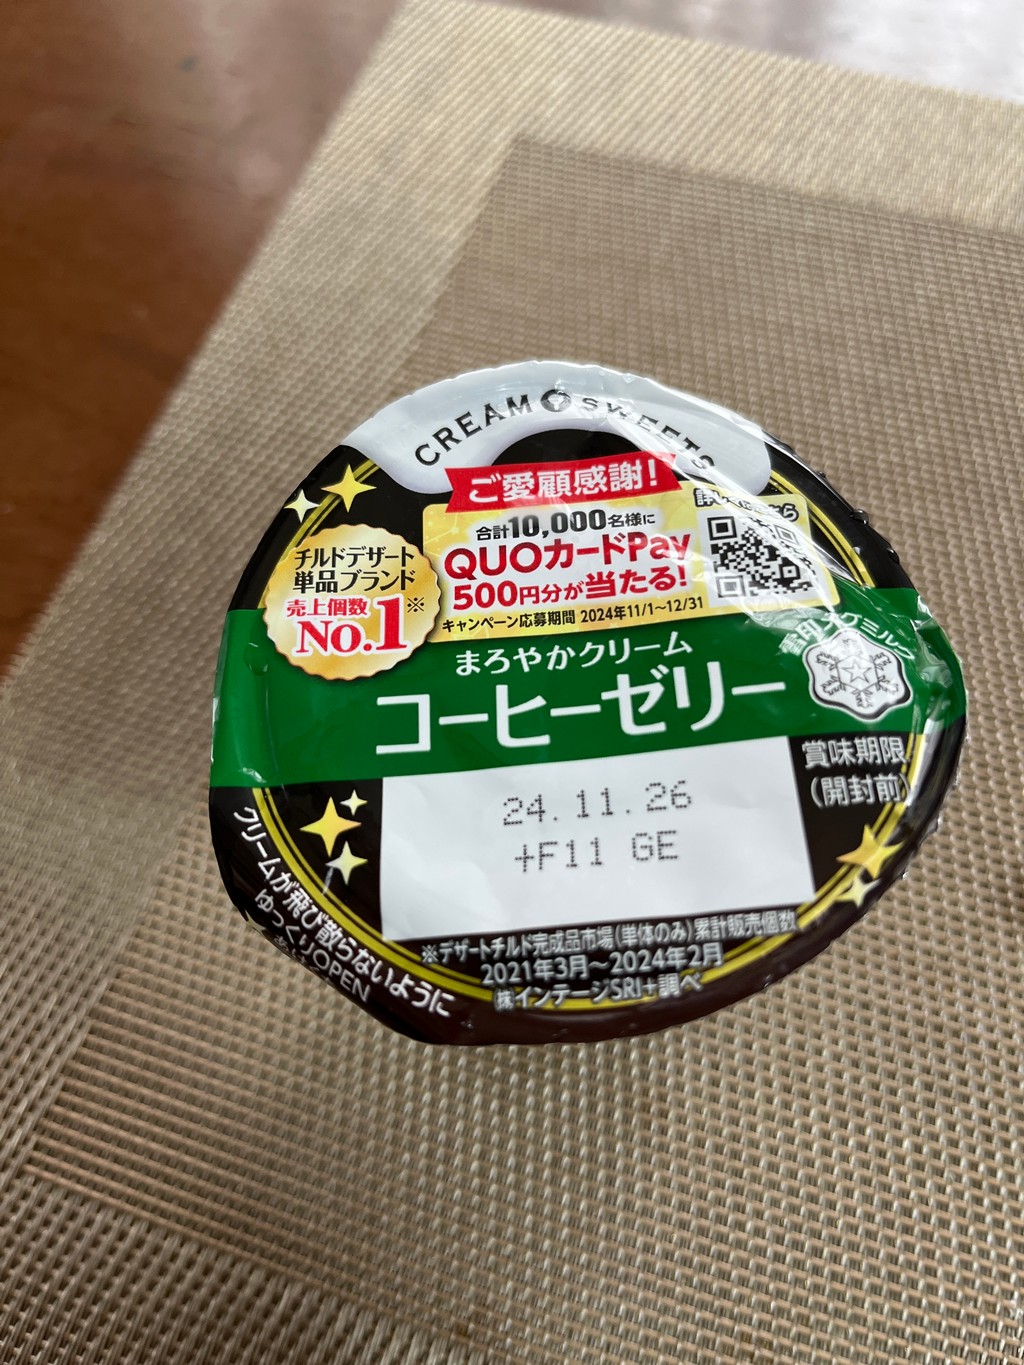 CREAM SWEETS
ご愛顧感謝!
合計10,000名様に
QUOカードPay
500円分が当たる!
キャンペーン応募期間 2024年11/1~12/31
チルドデザート
単品ブランド
売上個数
No.1※
まろやかクリーム
コーヒーゼリー
雪印メグミルク
賞味期限
(開封前)
24.11.26
+F11 GE
クリームが飛び散らないように
ゆっくりOPEN
※デザートチルド完成品市場(単体のみ)累計販売個数
2021年3月~2024年2月
㈱インテージSRI+調べ